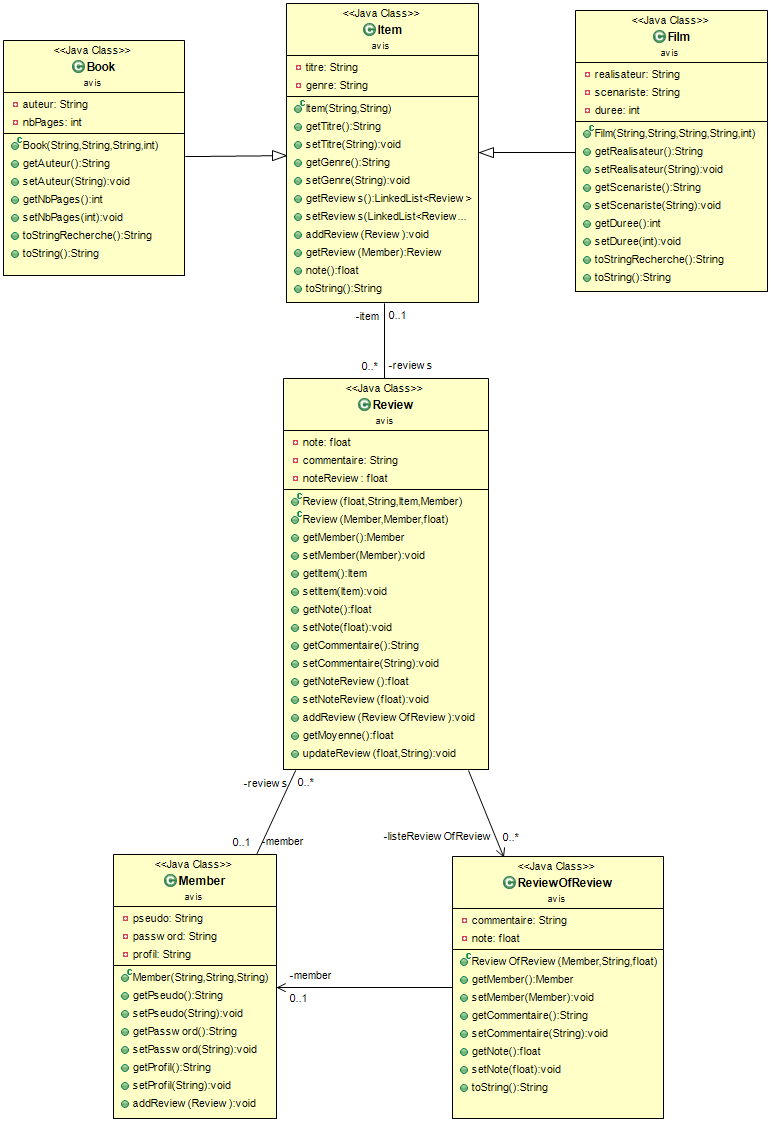 <<Java Class>>
Book
avis
auteur: String
nbPages: int
Book(String,String,String,int)
getAuteur():String
setAuteur(String):void
getNbPages():int
setNbPages(int):void
toStringRecherche():String
toString():String
<<Java Class>>
Item
avis
titre: String
genre: String
Item(String,String)
getTitre():String
setTitre(String):void
getGenre():String
setGenre(String):void
getReviews():LinkedList<Review>
setReviews(LinkedList<Review...
addReview(Review):void
getReview(Member):Review
note():float
toString():String
<<Java Class>>
Film
avis
realisateur: String
scenariste: String
duree: int
Film(String,String,String,String,int)
getRealisateur():String
setRealisateur(String):void
getScenariste():String
setScenariste(String):void
getDuree():int
setDuree(int):void
toStringRecherche():String
toString():String
-item 0..1
0..* -reviews
<<Java Class>>
Review
avis
note: float
commentaire: String
noteReview: float
Review(float,String,Item,Member)
Review(Member,Member,float)
getMember():Member
setMember(Member):void
getItem():Item
setItem(Item):void
getNote():float
setNote(float):void
getCommentaire():String
setCommentaire(String):void
getNoteReview():float
setNoteReview(float):void
addReview(ReviewOfReview):void
getMoyenne():float
updateReview(float,String):void
-reviews 0..*
0..1 -member
-listeReviewOfReview 0..*
<<Java Class>>
Member
avis
pseudo: String
password: String
profil: String
Member(String,String,String)
getPseudo():String
setPseudo(String):void
getPassword():String
setPassword(String):void
getProfil():String
setProfil(String):void
addReview(Review):void
-member
0..1
<<Java Class>>
ReviewOfReview
avis
commentaire: String
note: float
ReviewOfReview(Member,String,float)
getMember():Member
setMember(Member):void
getCommentaire():String
setCommentaire(String):void
getNote():float
setNote(float):void
toString():String